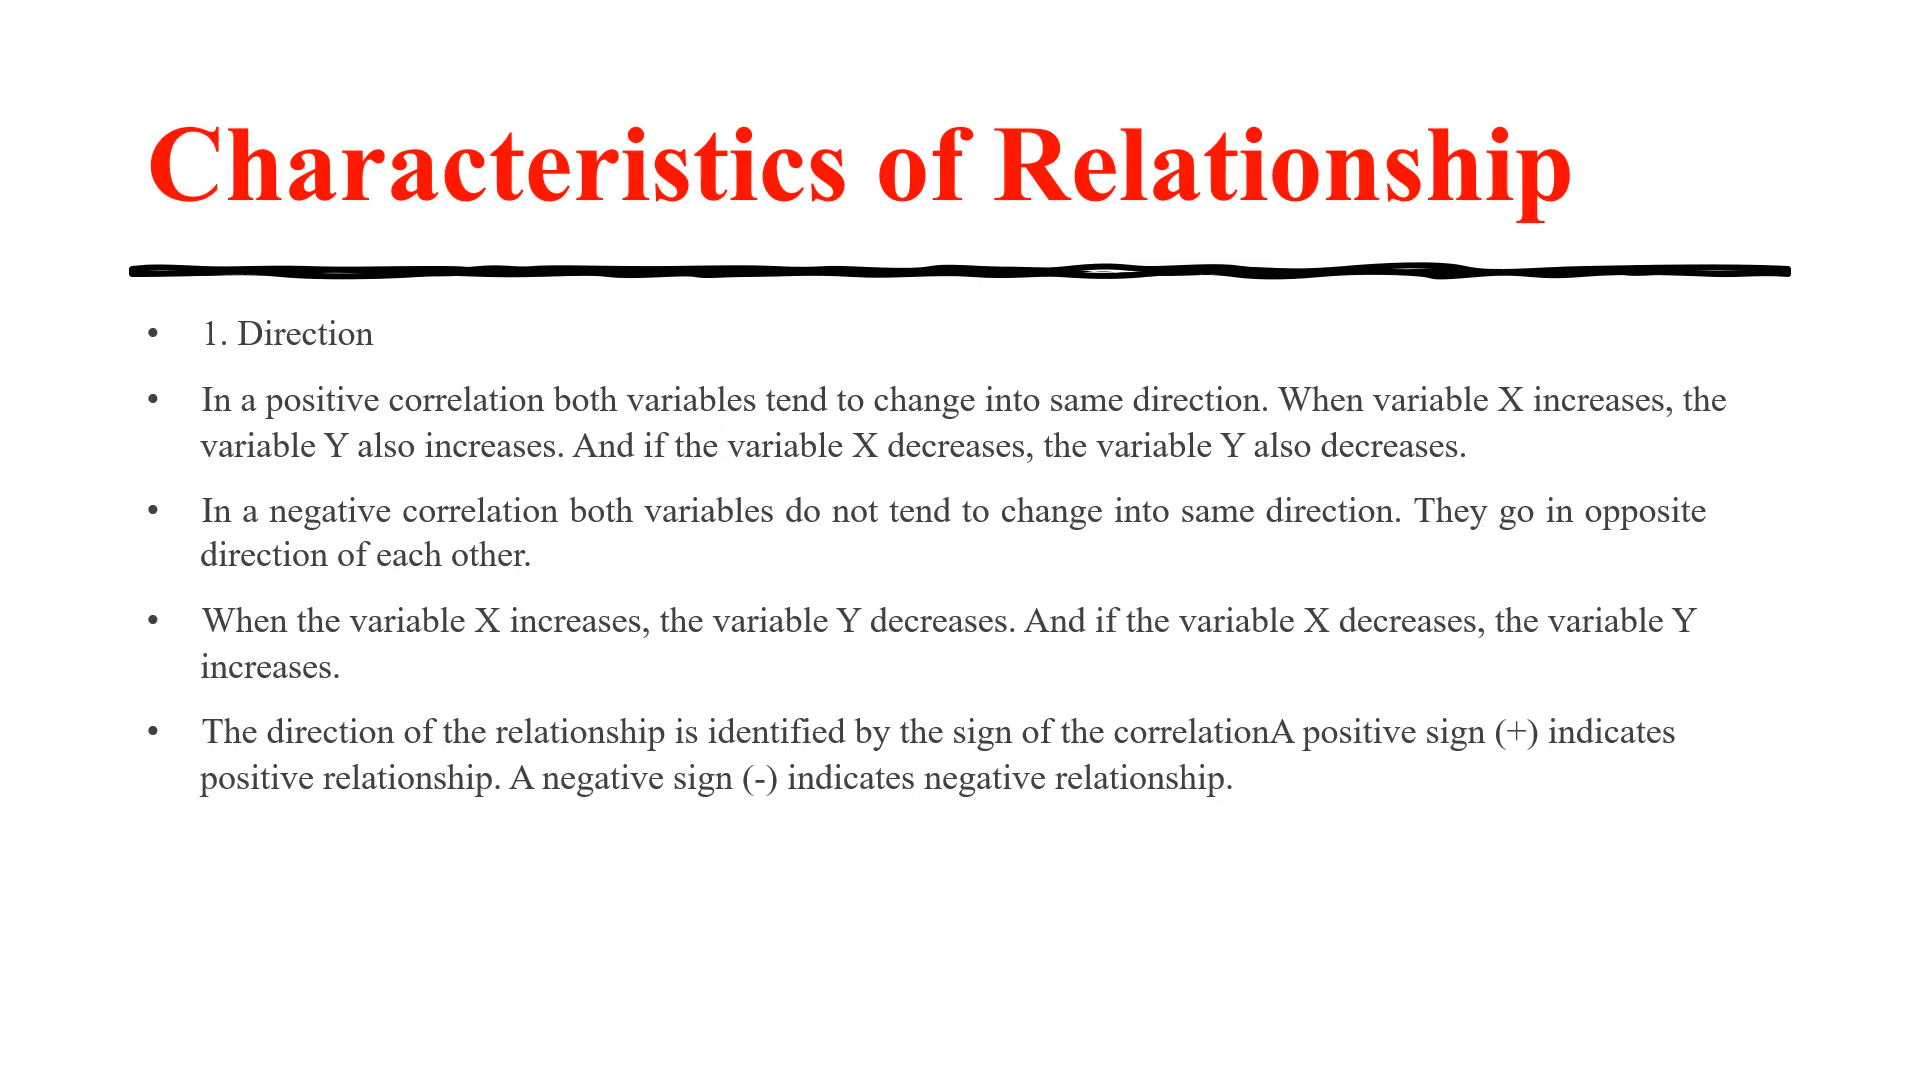 Characteristics of Relationship
• 1. Direction
• In a positive correlation both variables tend to change into same direction. When variable X increases, the
variable Y also increases. And if the variable X decreases, the variable Y also decreases.
• In a negative correlation both variables do not tend to change into same direction. They go in opposite
direction of each other.
• When the variable X increases, the variable Y decreases. And if the variable X decreases, the variable Y
increases.
• The direction of the relationship is identified by the sign of the correlationA positive sign (+) indicates
positive relationship. A negative sign (-) indicates negative relationship.